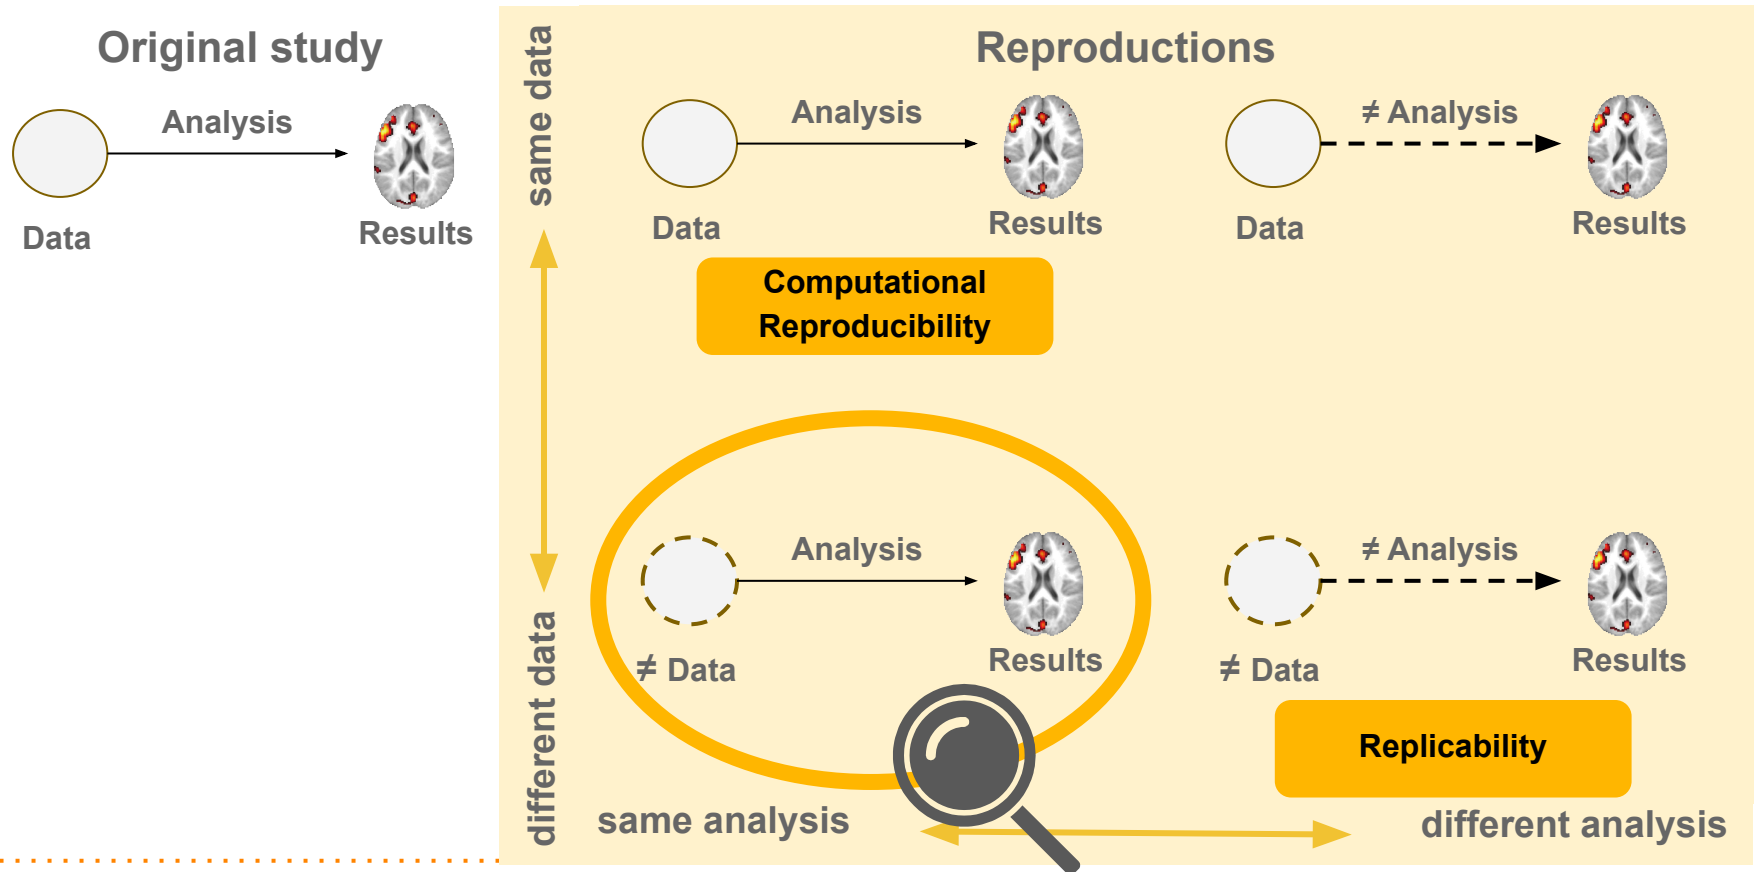 Original study
Analysis
Data
Results
Reproductions
same data
Analysis
Data
Results
Computational
Reproducibility
≠ Analysis
Data
Results
different data
Analysis
≠ Data
Results
≠ Analysis
≠ Data
Results
Replicability
same analysis
different analysis